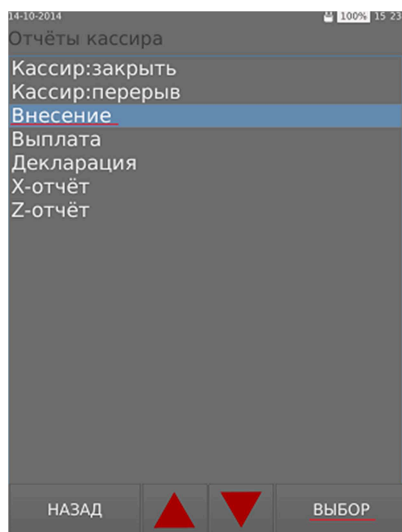 14-10-2014 100% 15 23
Отчёты кассира
Кассир:закрыть
Кассир:перерыв
Внесение
Выплата
Декларация
X-отчёт
Z-отчёт
НАЗАД ВЫБОР